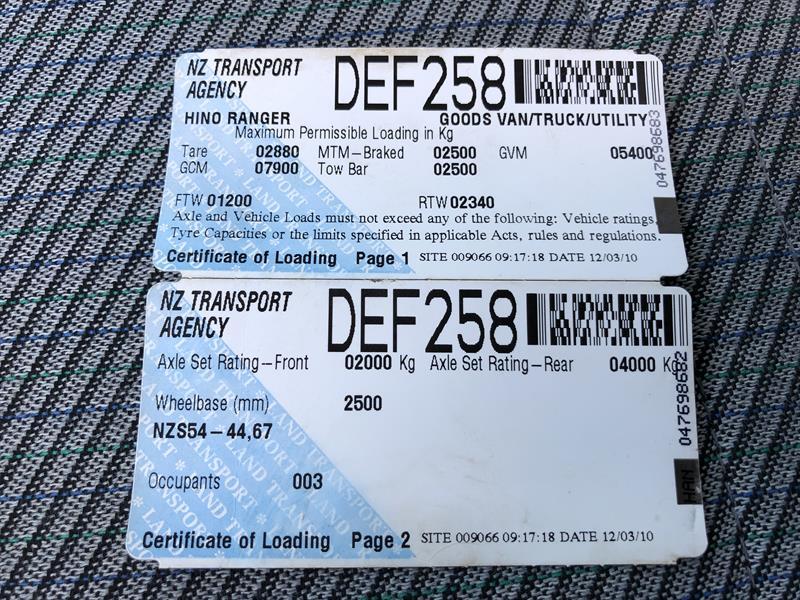 NZ TRANSPORT AGENCY DEF258
HINO RANGER GOODS VAN/TRUCK/UTILITY
Maximum Permissible Loading in Kg
Tare 02880 MTM-Braked 02500 GVM 05400
GCM 07900 Tow Bar 02500
FTW 01200 RTW 02340
Axle and Vehicle Loads must not exceed any of the following: Vehicle ratings,
Tyre Capacities or the limits specified in applicable Acts, rules and regulations.
Certificate of Loading Page 1 SITE 009066 09:17:18 DATE 12/03/10
047698683
NZ TRANSPORT AGENCY DEF258
Axle Set Rating-Front 02000 Kg Axle Set Rating-Rear 04000 Kg
Wheelbase (mm) 2500
NZS54-44,67
Occupants 003
Certificate of Loading Page 2 SITE 009066 09:17:18 DATE 12/03/10
047698682
HAN